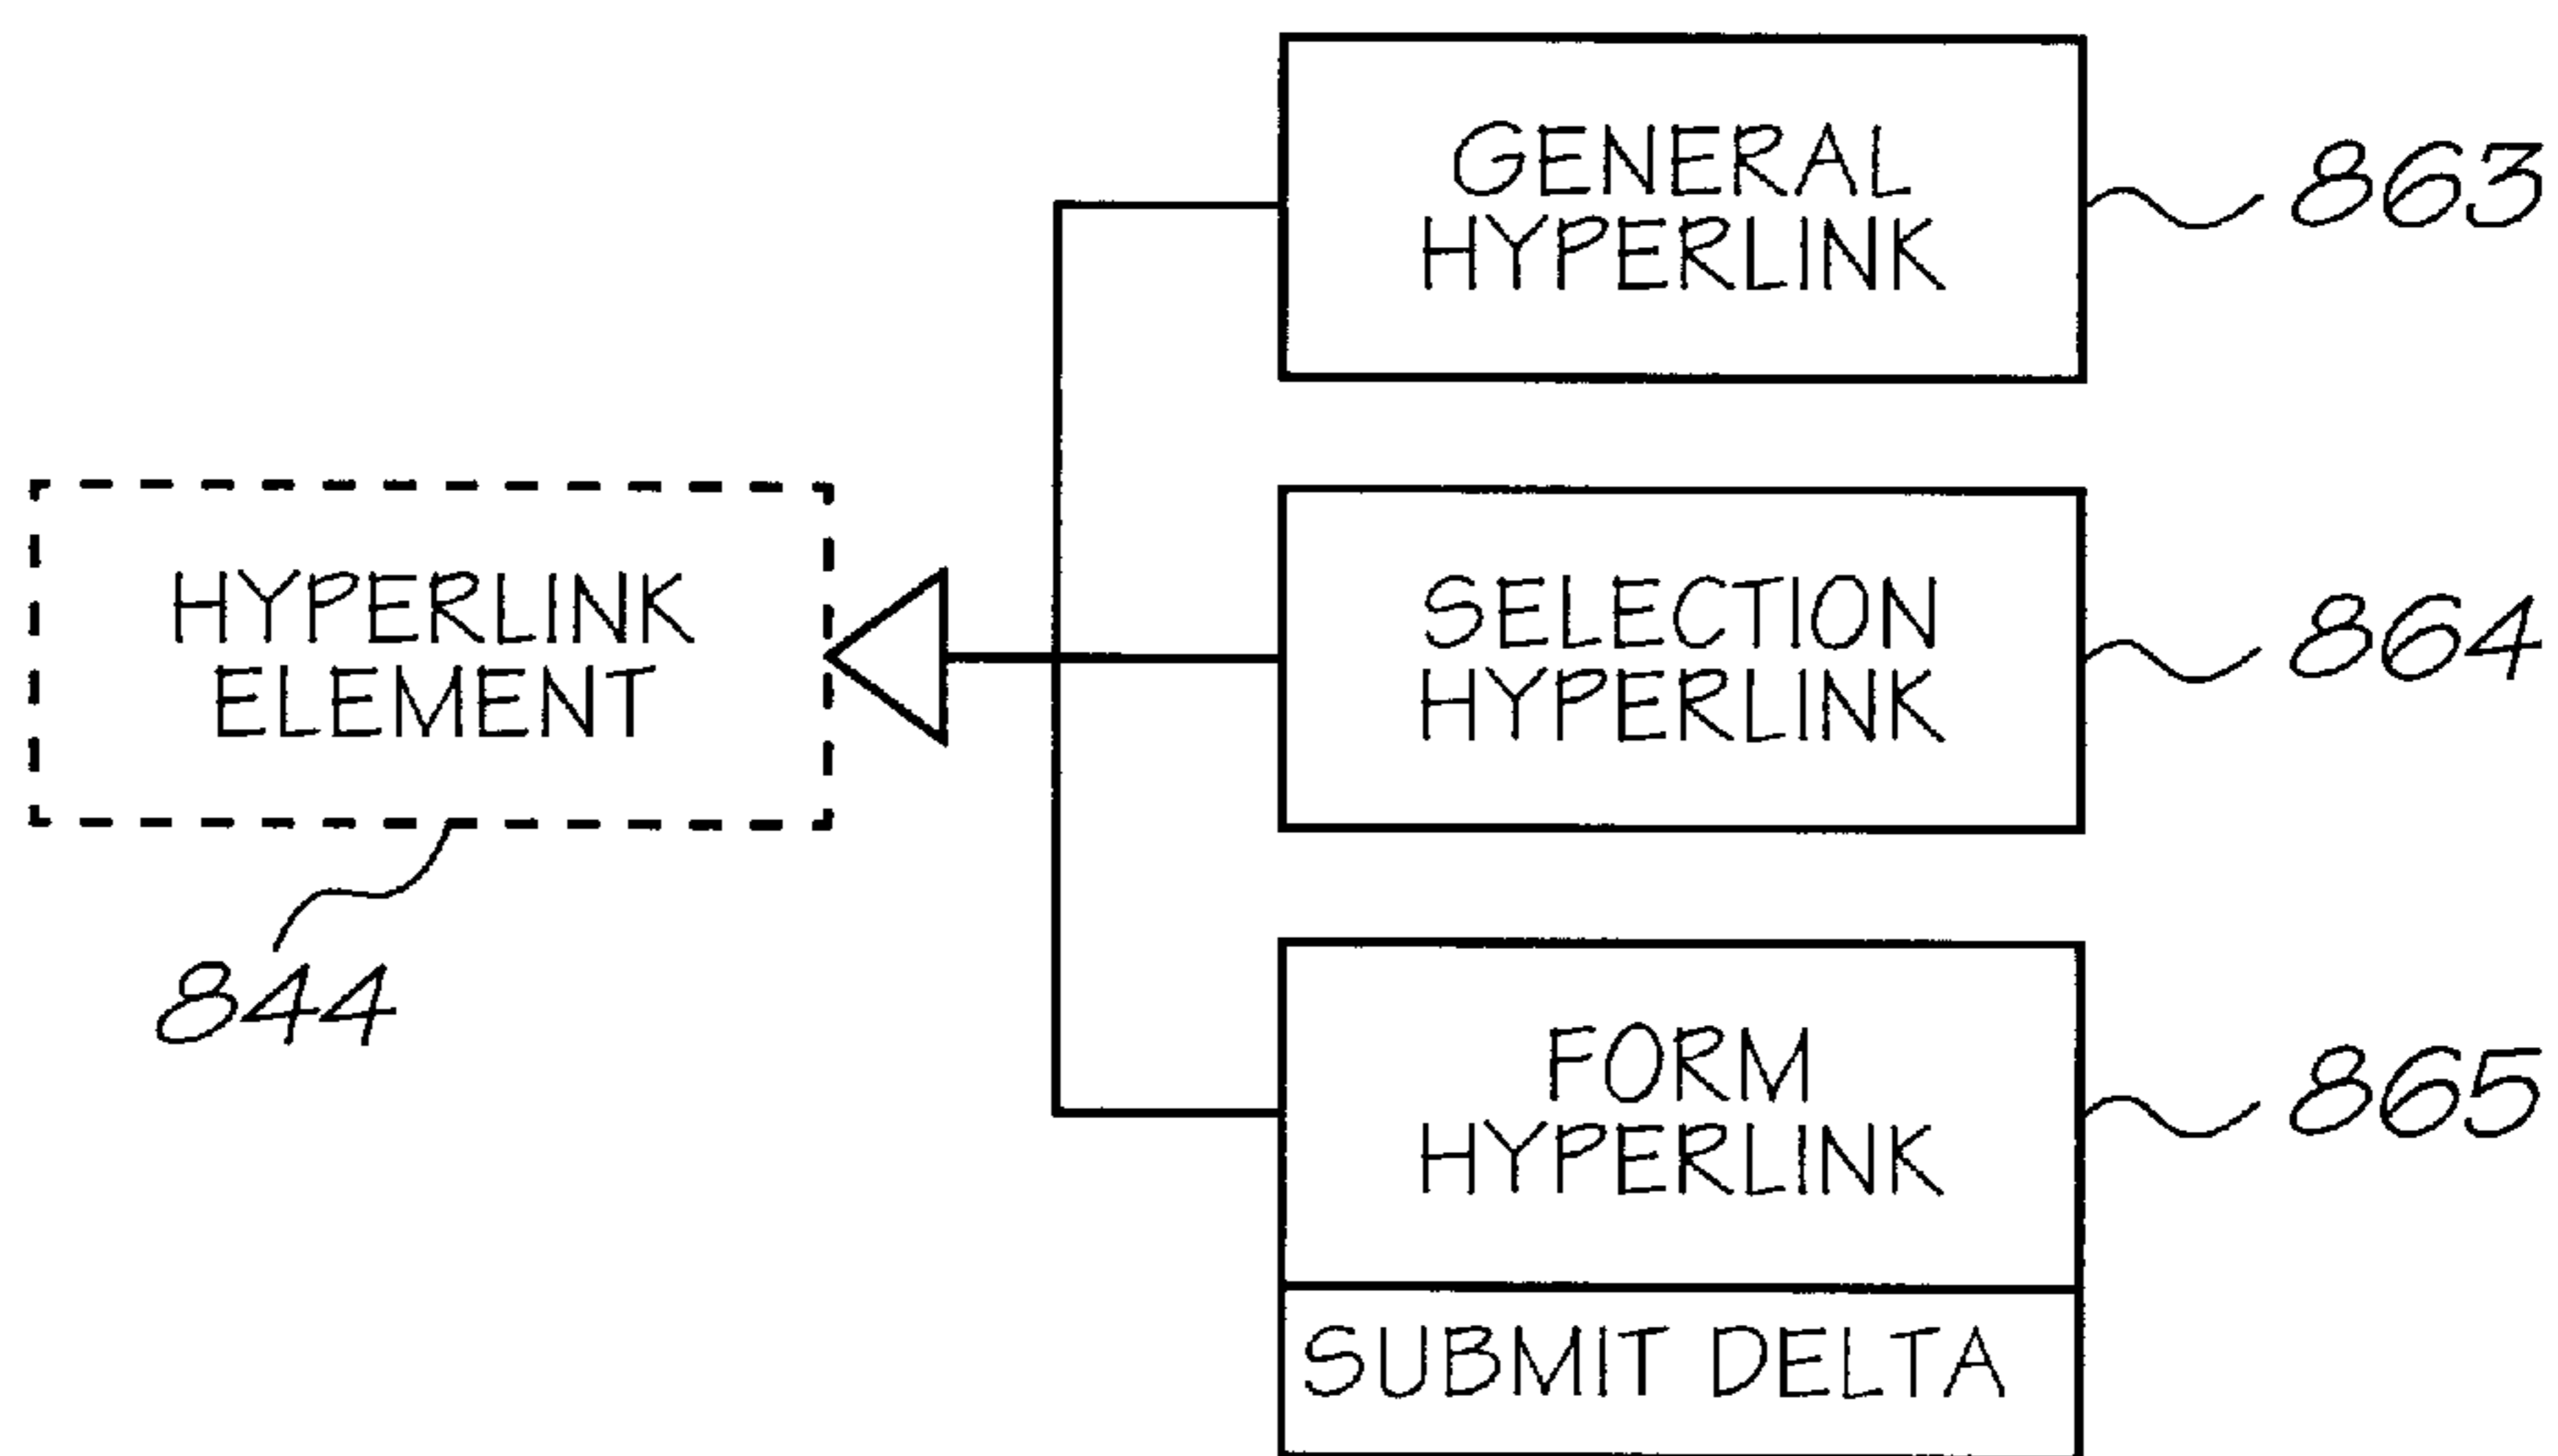 GENERAL
HYPERLINK
863
HYPERLINK
ELEMENT
844
SELECTION
HYPERLINK
864
FORM
HYPERLINK
865
SUBMIT DELTA